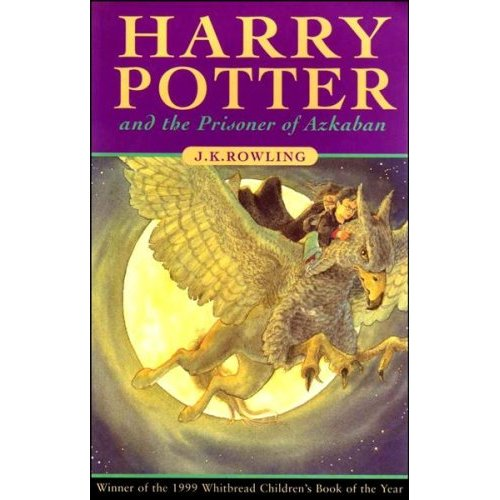 HARRY
POTTER
and the Prisoner of Azkaban
J.K.ROWLING
Winner of the 1999 Whitbread Children's Book of the Year